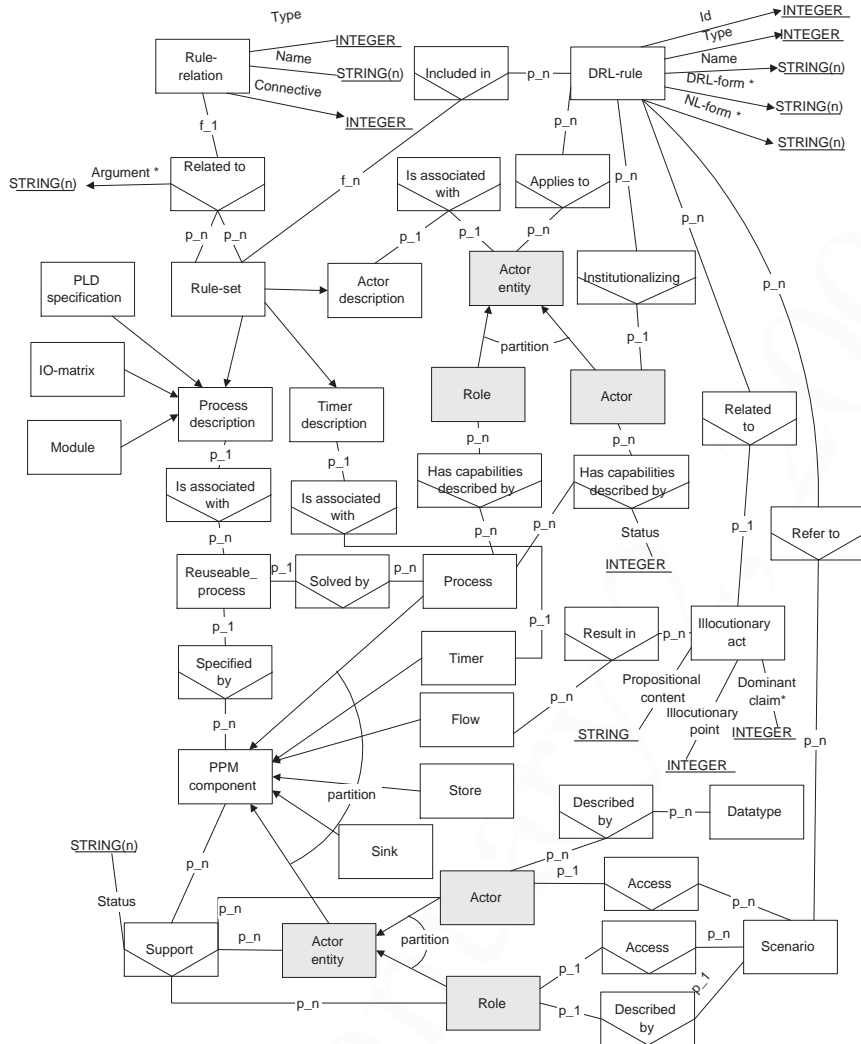 Type
Id
INTEGER
Rule-
relation
INTEGER
Type
INTEGER
Name
STRING(n)
Included in
p_n
DRL-rule
Name
STRING(n)
Connective
INTEGER
DRL-form *
STRING(n)
NL-form *
STRING(n)
f_1
p_n
Argument *
STRING(n)
Related to
f_n
Is associated
with
Applies to
p_n
p_n
p_n
p_n
p_1
p_1
p_n
PLD
specification
Rule-set
Actor
description
Actor
entity
Institutionalizing
p_n
partition
p_1
IO-matrix
Process
description
Timer
description
Role
Actor
Related
to
Module
p_1
p_1
p_n
p_n
Is associated
with
Is associated
with
Has capabilities
described by
Has capabilities
described by
p_n
p_n
p_n
Status
INTEGER
p_1
Refer to
Reuseable_
process
p_1
Solved by
p_n
Process
p_1
p_1
Specified
by
Timer
Result in
p_n
Illocutionary
act
p_n
Flow
p_n
Propositional
content
STRING
Illocutionary
point
INTEGER
Dominant
claim*
INTEGER
p_n
PPM
component
partition
Store
Described
by
p_n
Datatype
STRING(n)
Sink
p_n
p_n
p_1
Status
p_n
Actor
Access
p_n
Support
p_n
Actor
entity
partition
Access
p_n
Scenario
p_n
Role
p_1
p_1
Described
by
p_1